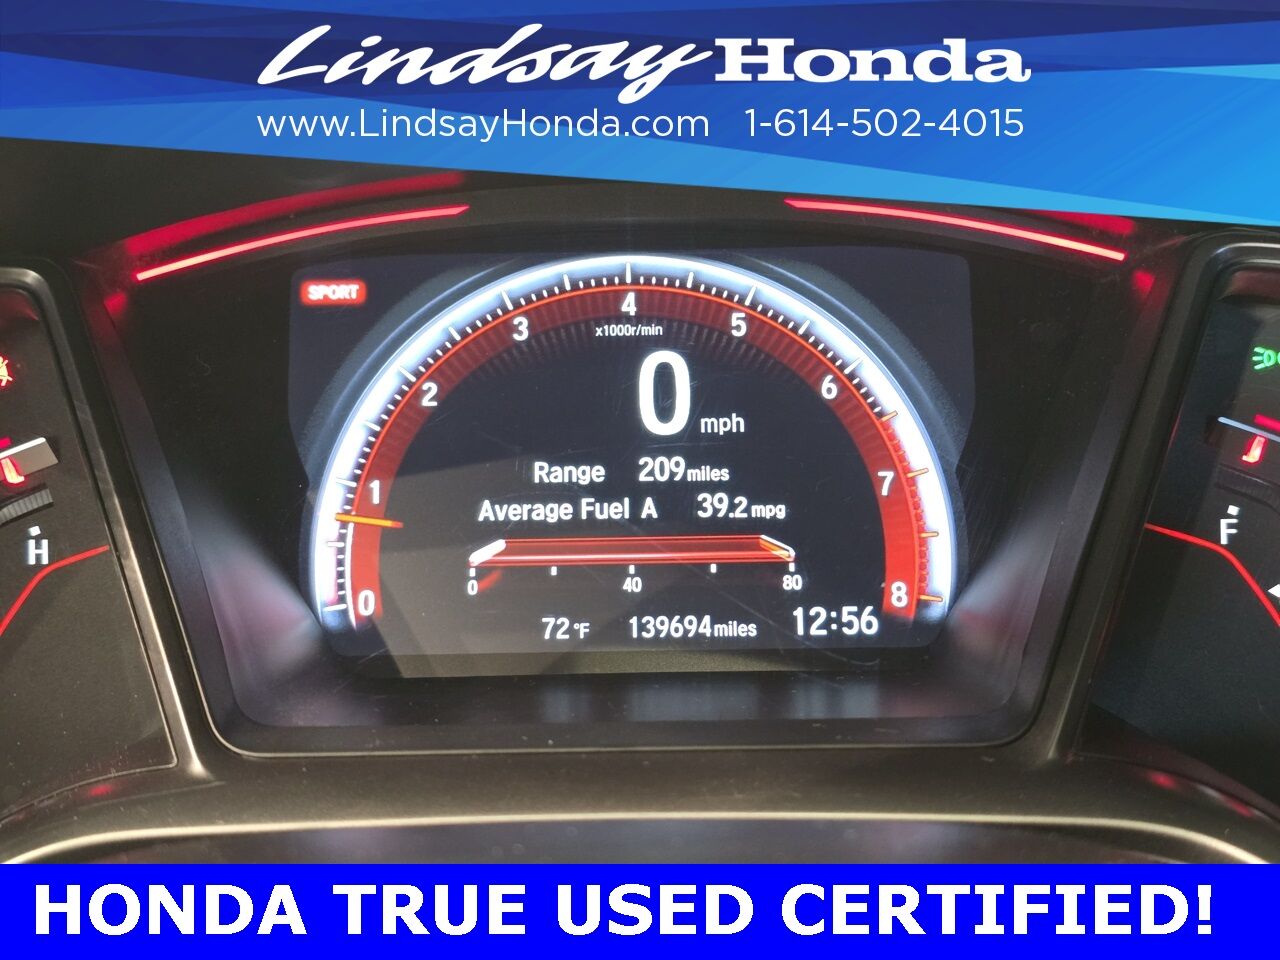 Lindsay Honda
www.LindsayHonda.com 1-614-502-4015
SPORT
4
3 5
x1000r/min
0 mph
2 6
Range 209 miles
1 7
Average Fuel A 39.2 mpg
H F
0 40 80
0 8
72°F 139694 miles 12:56
HONDA TRUE USED CERTIFIED!